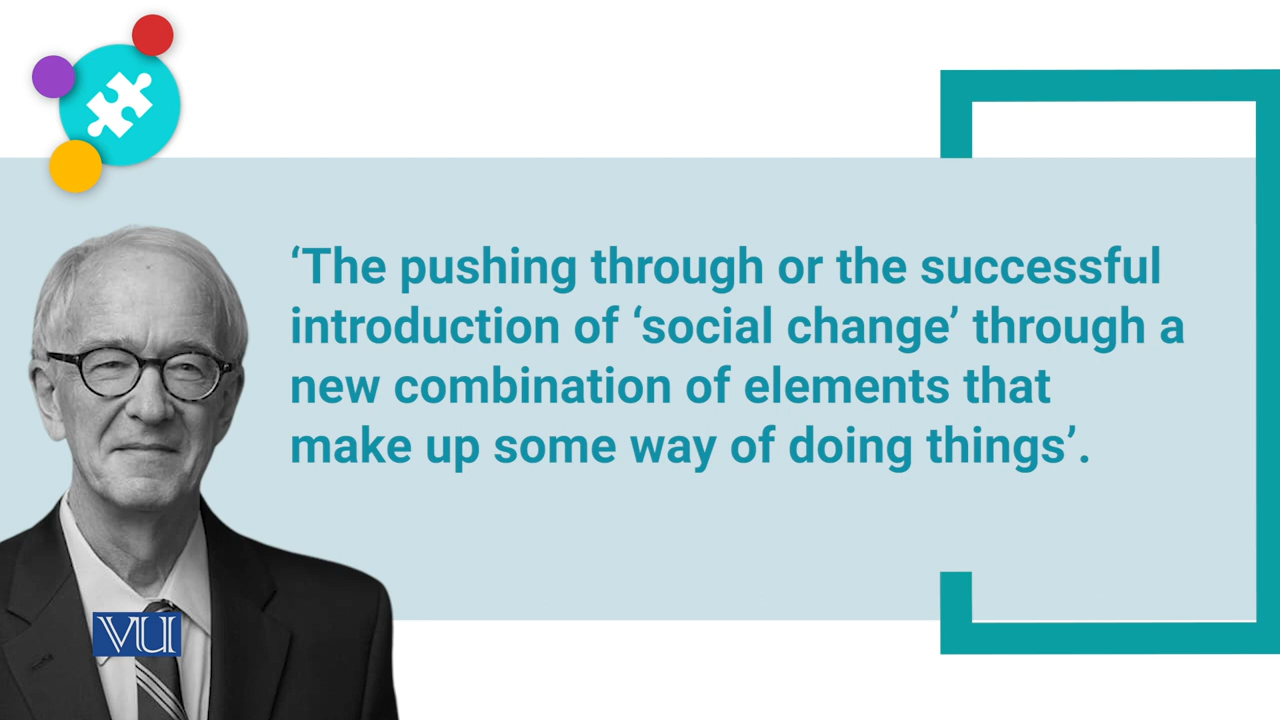 ‘The pushing through or the successful
introduction of ‘social change’ through a
new combination of elements that
make up some way of doing things’.
VU